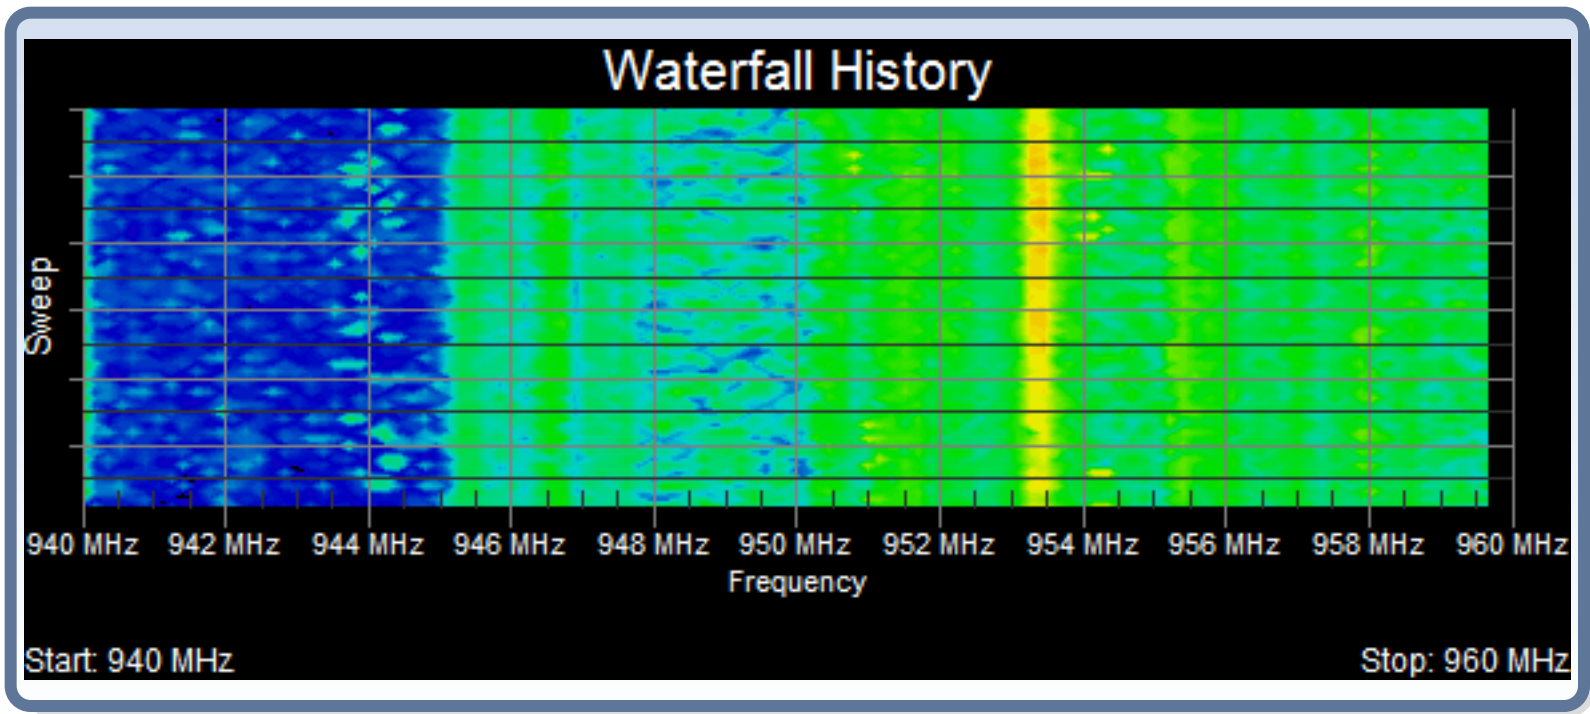 Waterfall History
Sweep
940 MHz 942 MHz 944 MHz 946 MHz 948 MHz 950 MHz 952 MHz 954 MHz 956 MHz 958 MHz 960 MHz
Frequency
Start: 940 MHz Stop: 960 MHz